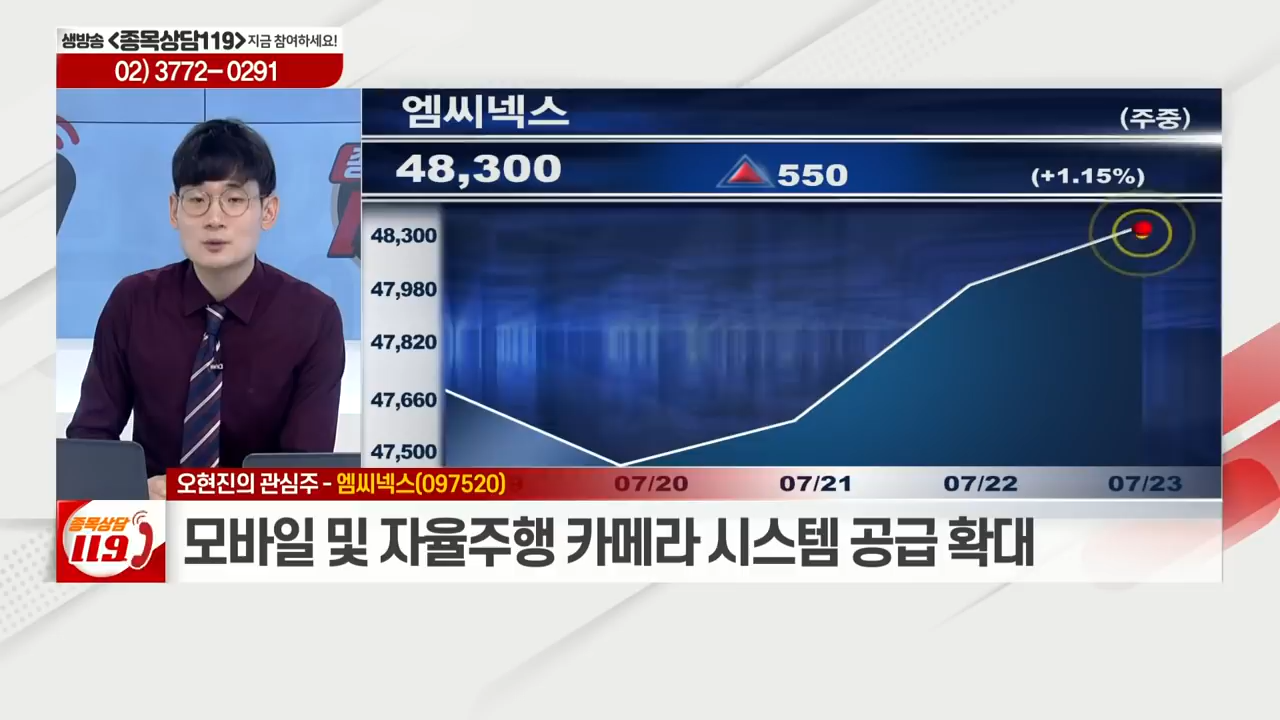 생방송 <종목상담119> 지금 참여하세요!
02) 3772-0291
엠씨넥스
(주중)
48,300 ▲ 550 (+1.15%)
48,300
47,980
47,820
47,660
47,500
07/20 07/21 07/22 07/23
오현진의 관심주 - 엠씨넥스(097520)
종목상담
119
모바일 및 자율주행 카메라 시스템 공급 확대